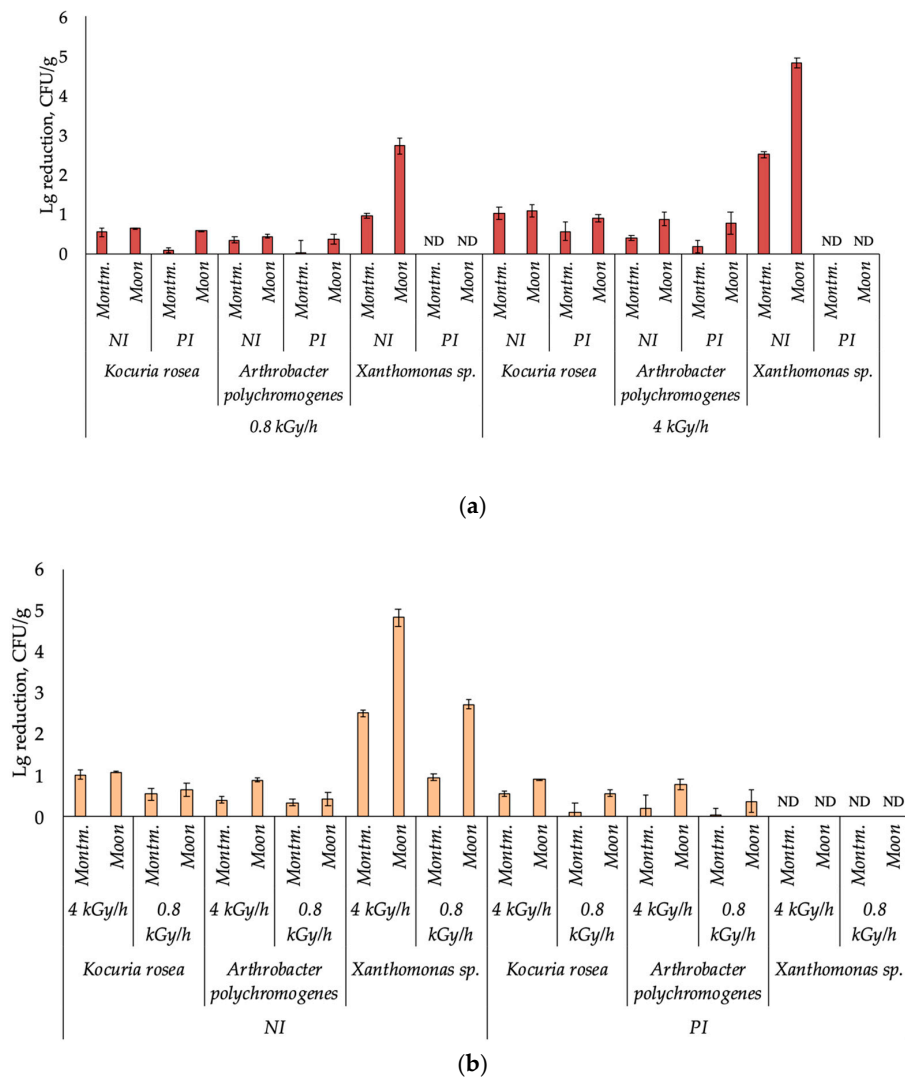 6
5
4
3
2
1
0
Lg reduction, CFU/g
ND ND ND ND
Montm. Moon Montm. Moon Montm. Moon Montm. Moon Montm. Moon Montm. Moon Montm. Moon Montm. Moon Montm. Moon Montm. Moon Montm. Moon Montm. Moon
NI PI NI PI NI PI NI PI NI PI NI PI
Kocuria rosea Arthrobacter polychromogenes Xanthomonas sp. Kocuria rosea Arthrobacter polychromogenes Xanthomonas sp.
0.8 kGy/h 4 kGy/h
(a)
6
5
4
3
2
1
0
Lg reduction, CFU/g
ND ND ND ND
Montm. Moon Montm. Moon Montm. Moon Montm. Moon Montm. Moon Montm. Moon Montm. Moon Montm. Moon Montm. Moon Montm. Moon Montm. Moon Montm. Moon
4 kGy/h 0.8 kGy/h 4 kGy/h 0.8 kGy/h 4 kGy/h 0.8 kGy/h 4 kGy/h 0.8 kGy/h 4 kGy/h 0.8 kGy/h 4 kGy/h 0.8 kGy/h
Kocuria rosea Arthrobacter polychromogenes Xanthomonas sp. Kocuria rosea Arthrobacter polychromogenes Xanthomonas sp.
NI PI
(b)